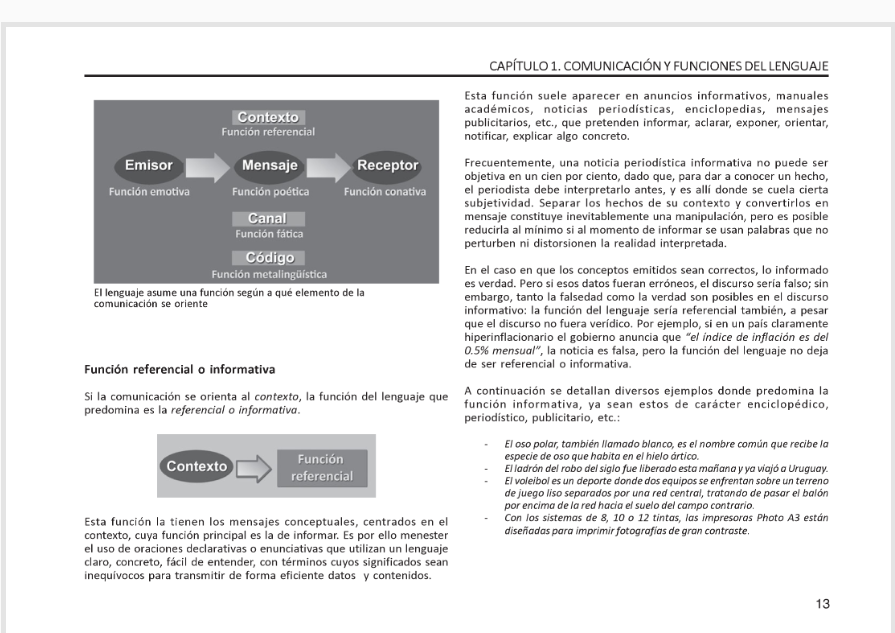 CAPÍTULO 1. COMUNICACIÓN Y FUNCIONES DEL LENGUAJE
Contexto
Función referencial
Emisor
Mensaje
Receptor
Función emotiva
Función poética
Función conativa
Canal
Función fática
Código
Función metalingüística
El lenguaje asume una función según a qué elemento de la
comunicación se oriente
Función referencial o informativa
Si la comunicación se orienta al contexto, la función del lenguaje que
predomina es la referencial o informativa.
Contexto
Función
referencial
Esta función la tienen los mensajes conceptuales, centrados en el
contexto, cuya función principal es la de informar. Es por ello menester
el uso de oraciones declarativas o enunciativas que utilizan un lenguaje
claro, concreto, fácil de entender, con términos cuyos significados sean
inequívocos para transmitir de forma eficiente datos y contenidos.
Esta función suele aparecer en anuncios informativos, manuales
académicos, noticias periodísticas, enciclopedias, mensajes
publicitarios, etc., que pretenden informar, aclarar, exponer, orientar,
notificar, explicar algo concreto.
Frecuentemente, una noticia periodística informativa no puede ser
objetiva en un cien por ciento, dado que, para dar a conocer un hecho,
el periodista debe interpretarlo antes, y es allí donde se cuela cierta
subjetividad. Separar los hechos de su contexto y convertirlos en
mensaje constituye inevitablemente una manipulación, pero es posible
reducirla al mínimo si al momento de informar se usan palabras que no
perturben ni distorsionen la realidad interpretada.
En el caso en que los conceptos emitidos sean correctos, lo informado
es verdad. Pero si esos datos fueran erróneos, el discurso sería falso; sin
embargo, tanto la falsedad como la verdad son posibles en el discurso
informativo: la función del lenguaje sería referencial también, a pesar
que el discurso no fuera verídico. Por ejemplo, si en un país claramente
hiperinflacionario el gobierno anuncia que “el índice de inflación es del
0.5% mensual”, la noticia es falsa, pero la función del lenguaje no deja
de ser referencial o informativa.
A continuación se detallan diversos ejemplos donde predomina la
función informativa, ya sean estos de carácter enciclopédico,
periodístico, publicitario, etc.:
- El oso polar, también llamado blanco, es el nombre común que recibe la
especie de oso que habita en el hielo ártico.
- El ladrón del robo del siglo fue liberado esta mañana y ya viajó a Uruguay.
- El voleibol es un deporte donde dos equipos se enfrentan sobre un terreno
de juego liso separados por una red central, tratando de pasar el balón
por encima de la red hacia el suelo del campo contrario.
- Con los sistemas de 8, 10 o 12 tintas, las impresoras Photo A3 están
diseñadas para imprimir fotografías de gran contraste.
13